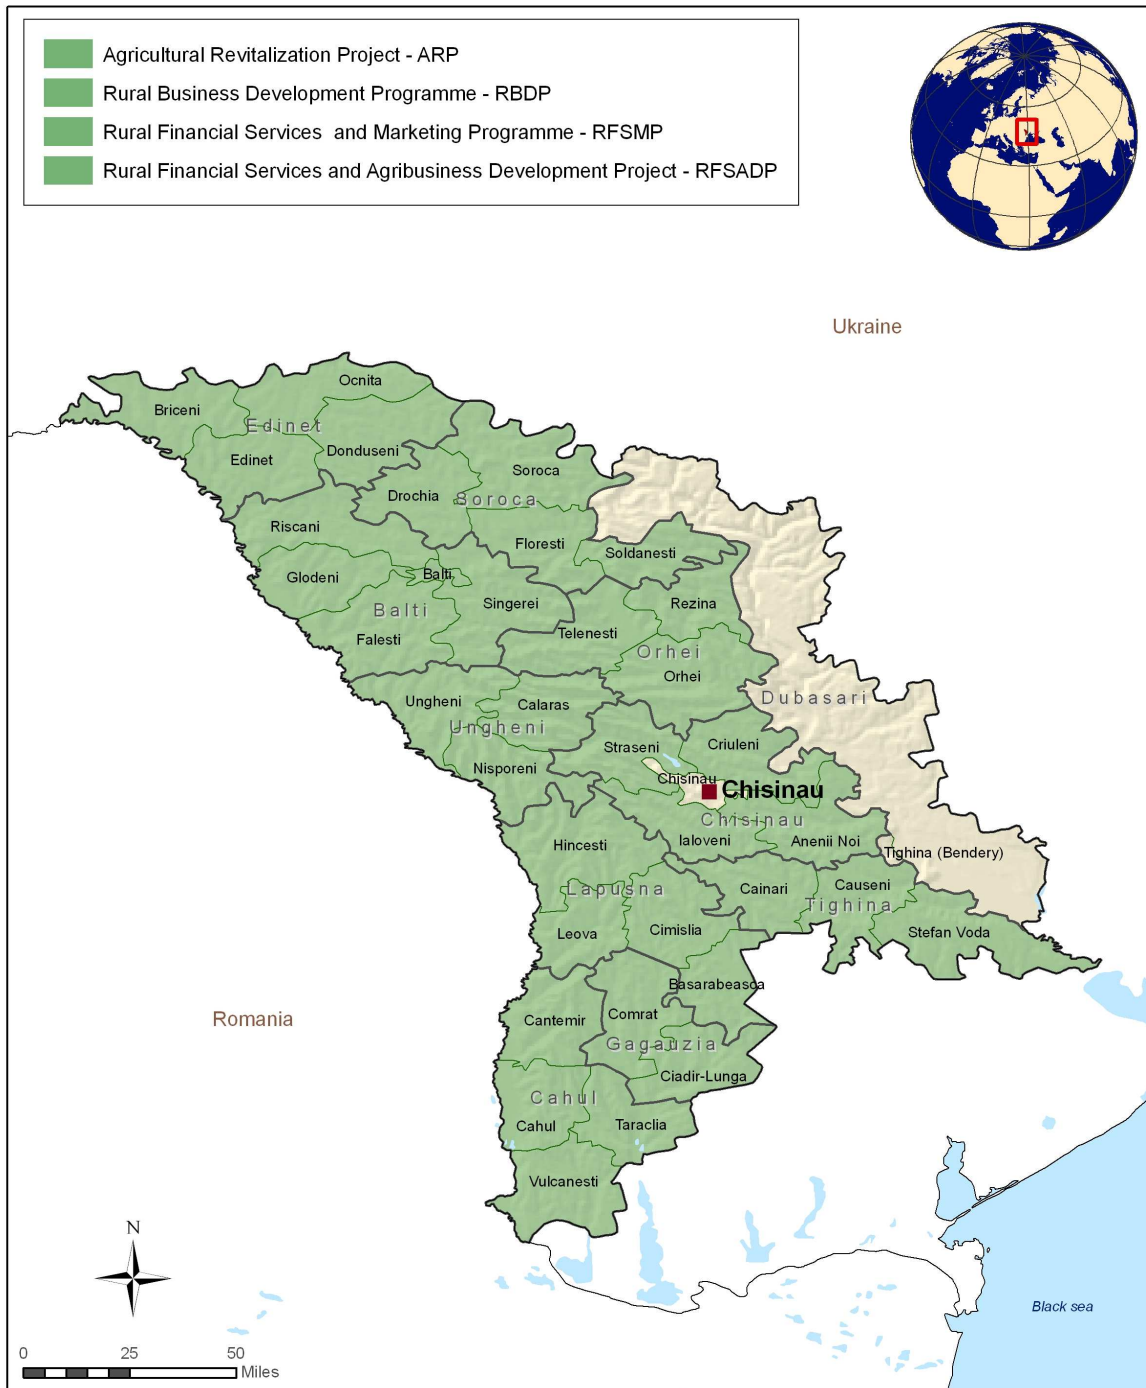 Agricultural Revitalization Project - ARP
Rural Business Development Programme - RBDP
Rural Financial Services and Marketing Programme - RFSMP
Rural Financial Services and Agribusiness Development Project - RFSADP
Ukraine
Ocnita
Briceni
Edinet
Donduseni
Edinet
Soroca
Drochia
Soroca
Riscani
Floresti
Soldanesti
Glodeni
Balti
Singerei
Rezina
Balti
Telenesti
Falesti
Orhei
Orhei
Dubasari
Ungheni
Calaras
Ungheni
Straseni
Criuleni
Nisporeni
Chisinau
Chisinau
Chisinau
Hincesti
Ialoveni
Anenii Noi
Tighina (Bendery)
Lapusna
Cainari
Causeni
Tighina
Leova
Cimislia
Stefan Voda
Basarabeasca
Romania
Cantemir
Comrat
Gagauzia
Ciadir-Lunga
Cahul
Cahul
Taraclia
Vulcanesti
N
Black sea
0 25 50
Miles